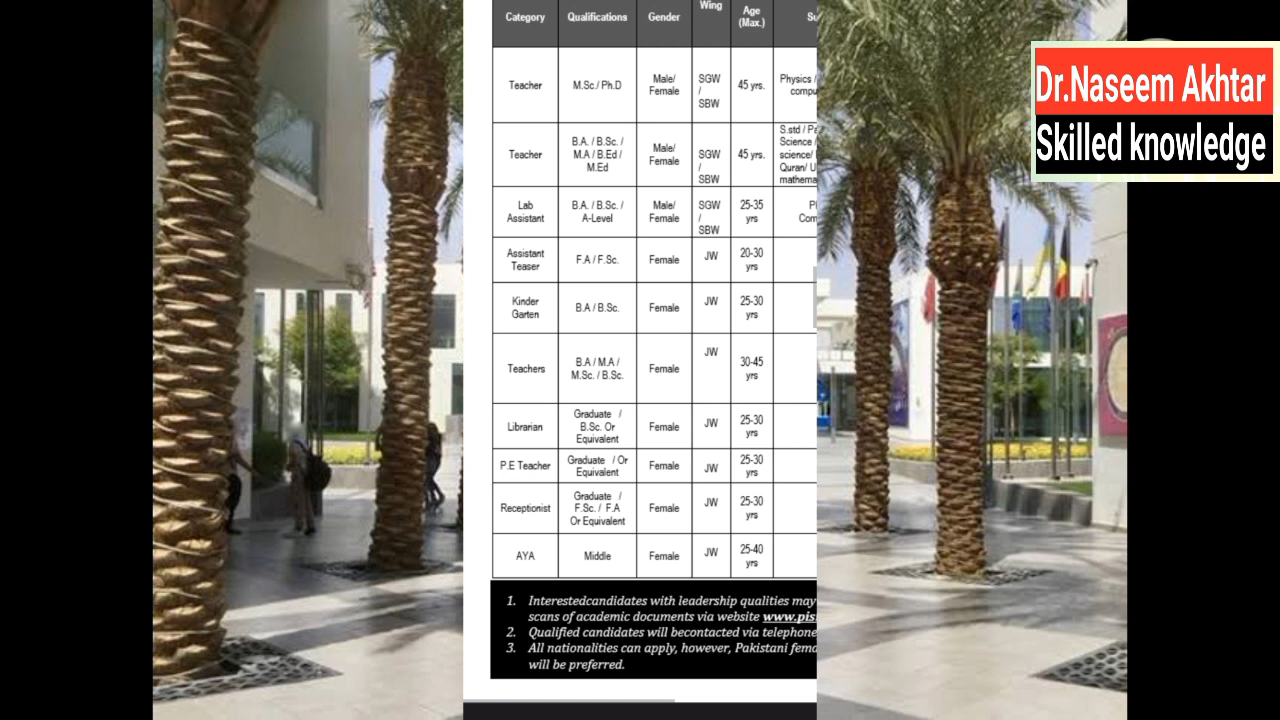 Category Qualifications Gender Wing Age (Max.)
Teacher M.Sc./ Ph.D Male/ Female SGW / SBW 45 yrs. Physics /
Teacher B.A. / B.Sc. / M.A / B.Ed / M.Ed Male/ Female SGW / SBW 45 yrs. S.std / Science / science/ Quran/
Lab Assistant B.A. / B.Sc. / A-Level Male/ Female SGW / SBW 25-35 yrs
Assistant Teaser F.A / F.Sc. Female JW 20-30 yrs
Kinder Garten B.A / B.Sc. Female JW 25-30 yrs
Teachers B.A / M.A / M.Sc. / B.Sc. Female JW 30-45 yrs
Librarian Graduate / B.Sc. Or Equivalent Female JW 25-30 yrs
P.E Teacher Graduate / Or Equivalent Female JW 25-30 yrs
Receptionist Graduate / F.Sc. / F.A Or Equivalent Female JW 25-30 yrs
AYA Middle Female JW 25-40 yrs
1. Interestedcandidates with leadership qualities may
scans of academic documents via website
2. Qualified candidates will becontacted via telephone
3. All nationalities can apply, however, Pakistani
will be preferred.
Dr.Naseem Akhtar
Skilled knowledge